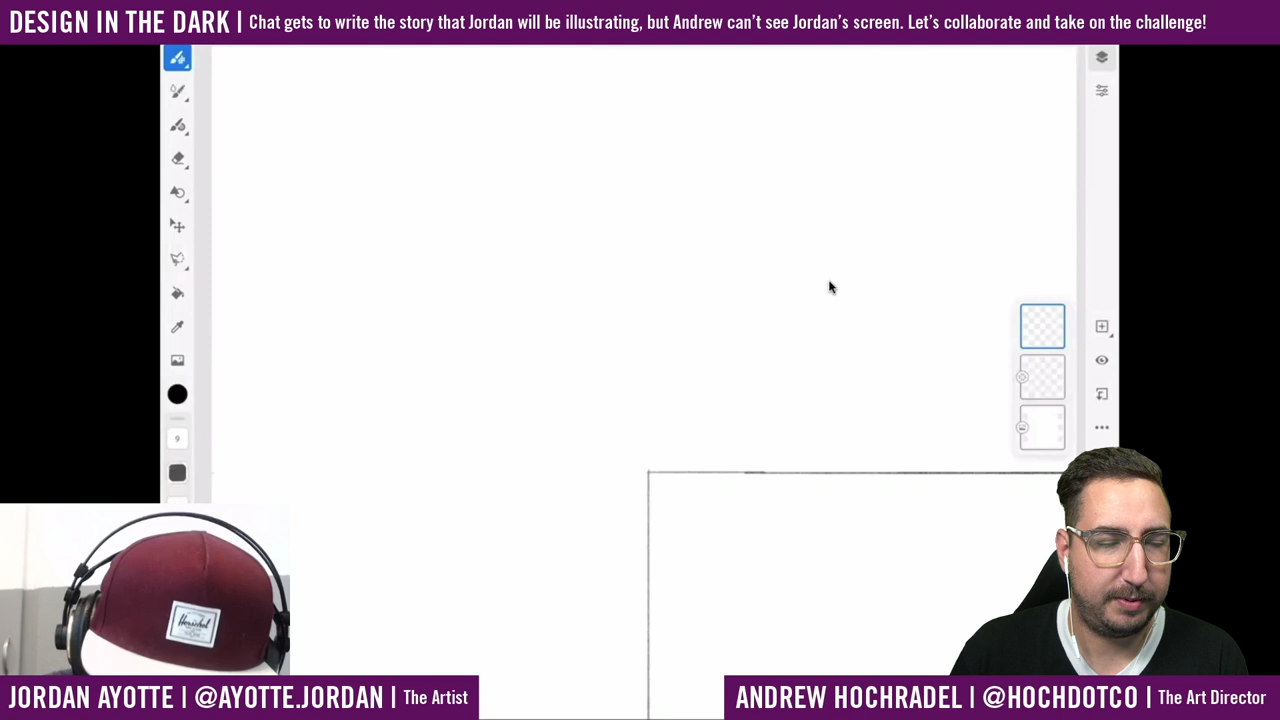 DESIGN IN THE DARK | Chat gets to write the story that Jordan will be illustrating, but Andrew can’t see Jordan’s screen. Let’s collaborate and take on the challenge!
9
Herschel
JORDAN AYOTTE | @AYOTTE.JORDAN | The Artist
ANDREW HOCHRADEL | @HOCHDOTCO | The Art Director